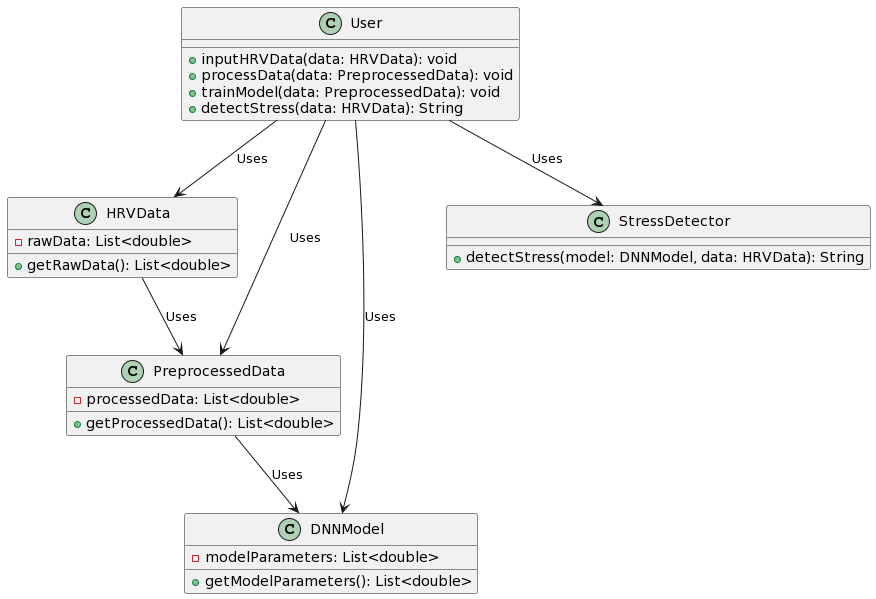 C User
inputHRVData(data: HRVData): void
processData(data: PreprocessedData): void
trainModel(data: PreprocessedData): void
detectStress(data: HRVData): String
Uses
Uses
C HRVData
rawData: List<double>
getRawData(): List<double>
C StressDetector
detectStress(model: DNNModel, data: HRVData): String
Uses
Uses
Uses
C PreprocessedData
processedData: List<double>
getProcessedData(): List<double>
Uses
C DNNModel
modelParameters: List<double>
getModelParameters(): List<double>